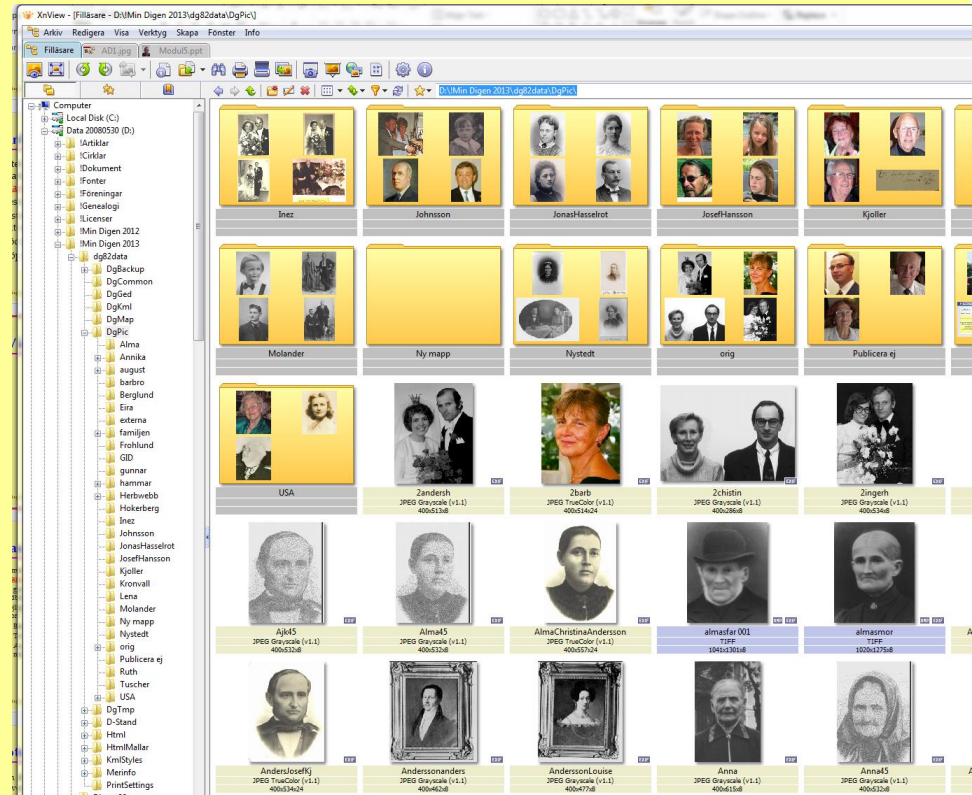 XnView - [Filläsare - D:\!Min Digen 2013\dg82data\DgPic\]
Arkiv Redigera Visa Verktyg Skapa Fönster Info
Filläsare AD1.jpg Modul5.ppt
D:\!Min Digen 2013\dg82data\DgPic\
Computer
Local Disk (C:)
Data 20080530 (D:)
!Artiklar
!Cirklar
!Dokument
!Fonter
!Föreningar
!Genealogi
!Licenser
!Min Digen 2012
!Min Digen 2013
dg82data
DgBackup
DgCommon
DgGed
DgKml
DgMap
DgPic
Alma
Annika
august
barbro
Berglund
Eira
externa
familjen
Frohlund
GID
gunnar
hammar
Herbwebb
Hokerberg
Inez
Johnsson
JonasHasselrot
JosefHansson
Kjoller
Kronvall
Lena
Molander
Ny mapp
Nystedt
orig
Publicera ej
Ruth
Tuscher
USA
DgTmp
D-Stand
Html
HtmlMallar
KmlStyles
Merinfo
PrintSettings
Inez Johnsson JonasHasselrot JosefHansson Kjoller
Molander Ny mapp Nystedt orig Publicera ej
USA 2andersh 2barb 2chistin 2ingerh
JPEG Grayscale (v1.1) JPEG TrueColor (v1.1) JPEG Grayscale (v1.1) JPEG Grayscale (v1.1)
400x513x8 400x514x24 400x286x8 400x534x8
Ajk45 Alma45 AlmaChristinaAndersson almasfar 001 almasmor
JPEG Grayscale (v1.1) JPEG Grayscale (v1.1) JPEG TrueColor (v1.1) TIFF TIFF
400x532x8 400x532x8 400x557x24 1041x1301x8 1020x1275x8
AndersJosefKj Anderssonanders AnderssonLouise Anna Anna45
JPEG TrueColor (v1.1) JPEG Grayscale (v1.1) JPEG Grayscale (v1.1) JPEG Grayscale (v1.1) JPEG Grayscale (v1.1)
400x534x24 400x462x8 400x477x8 400x615x8 400x532x8